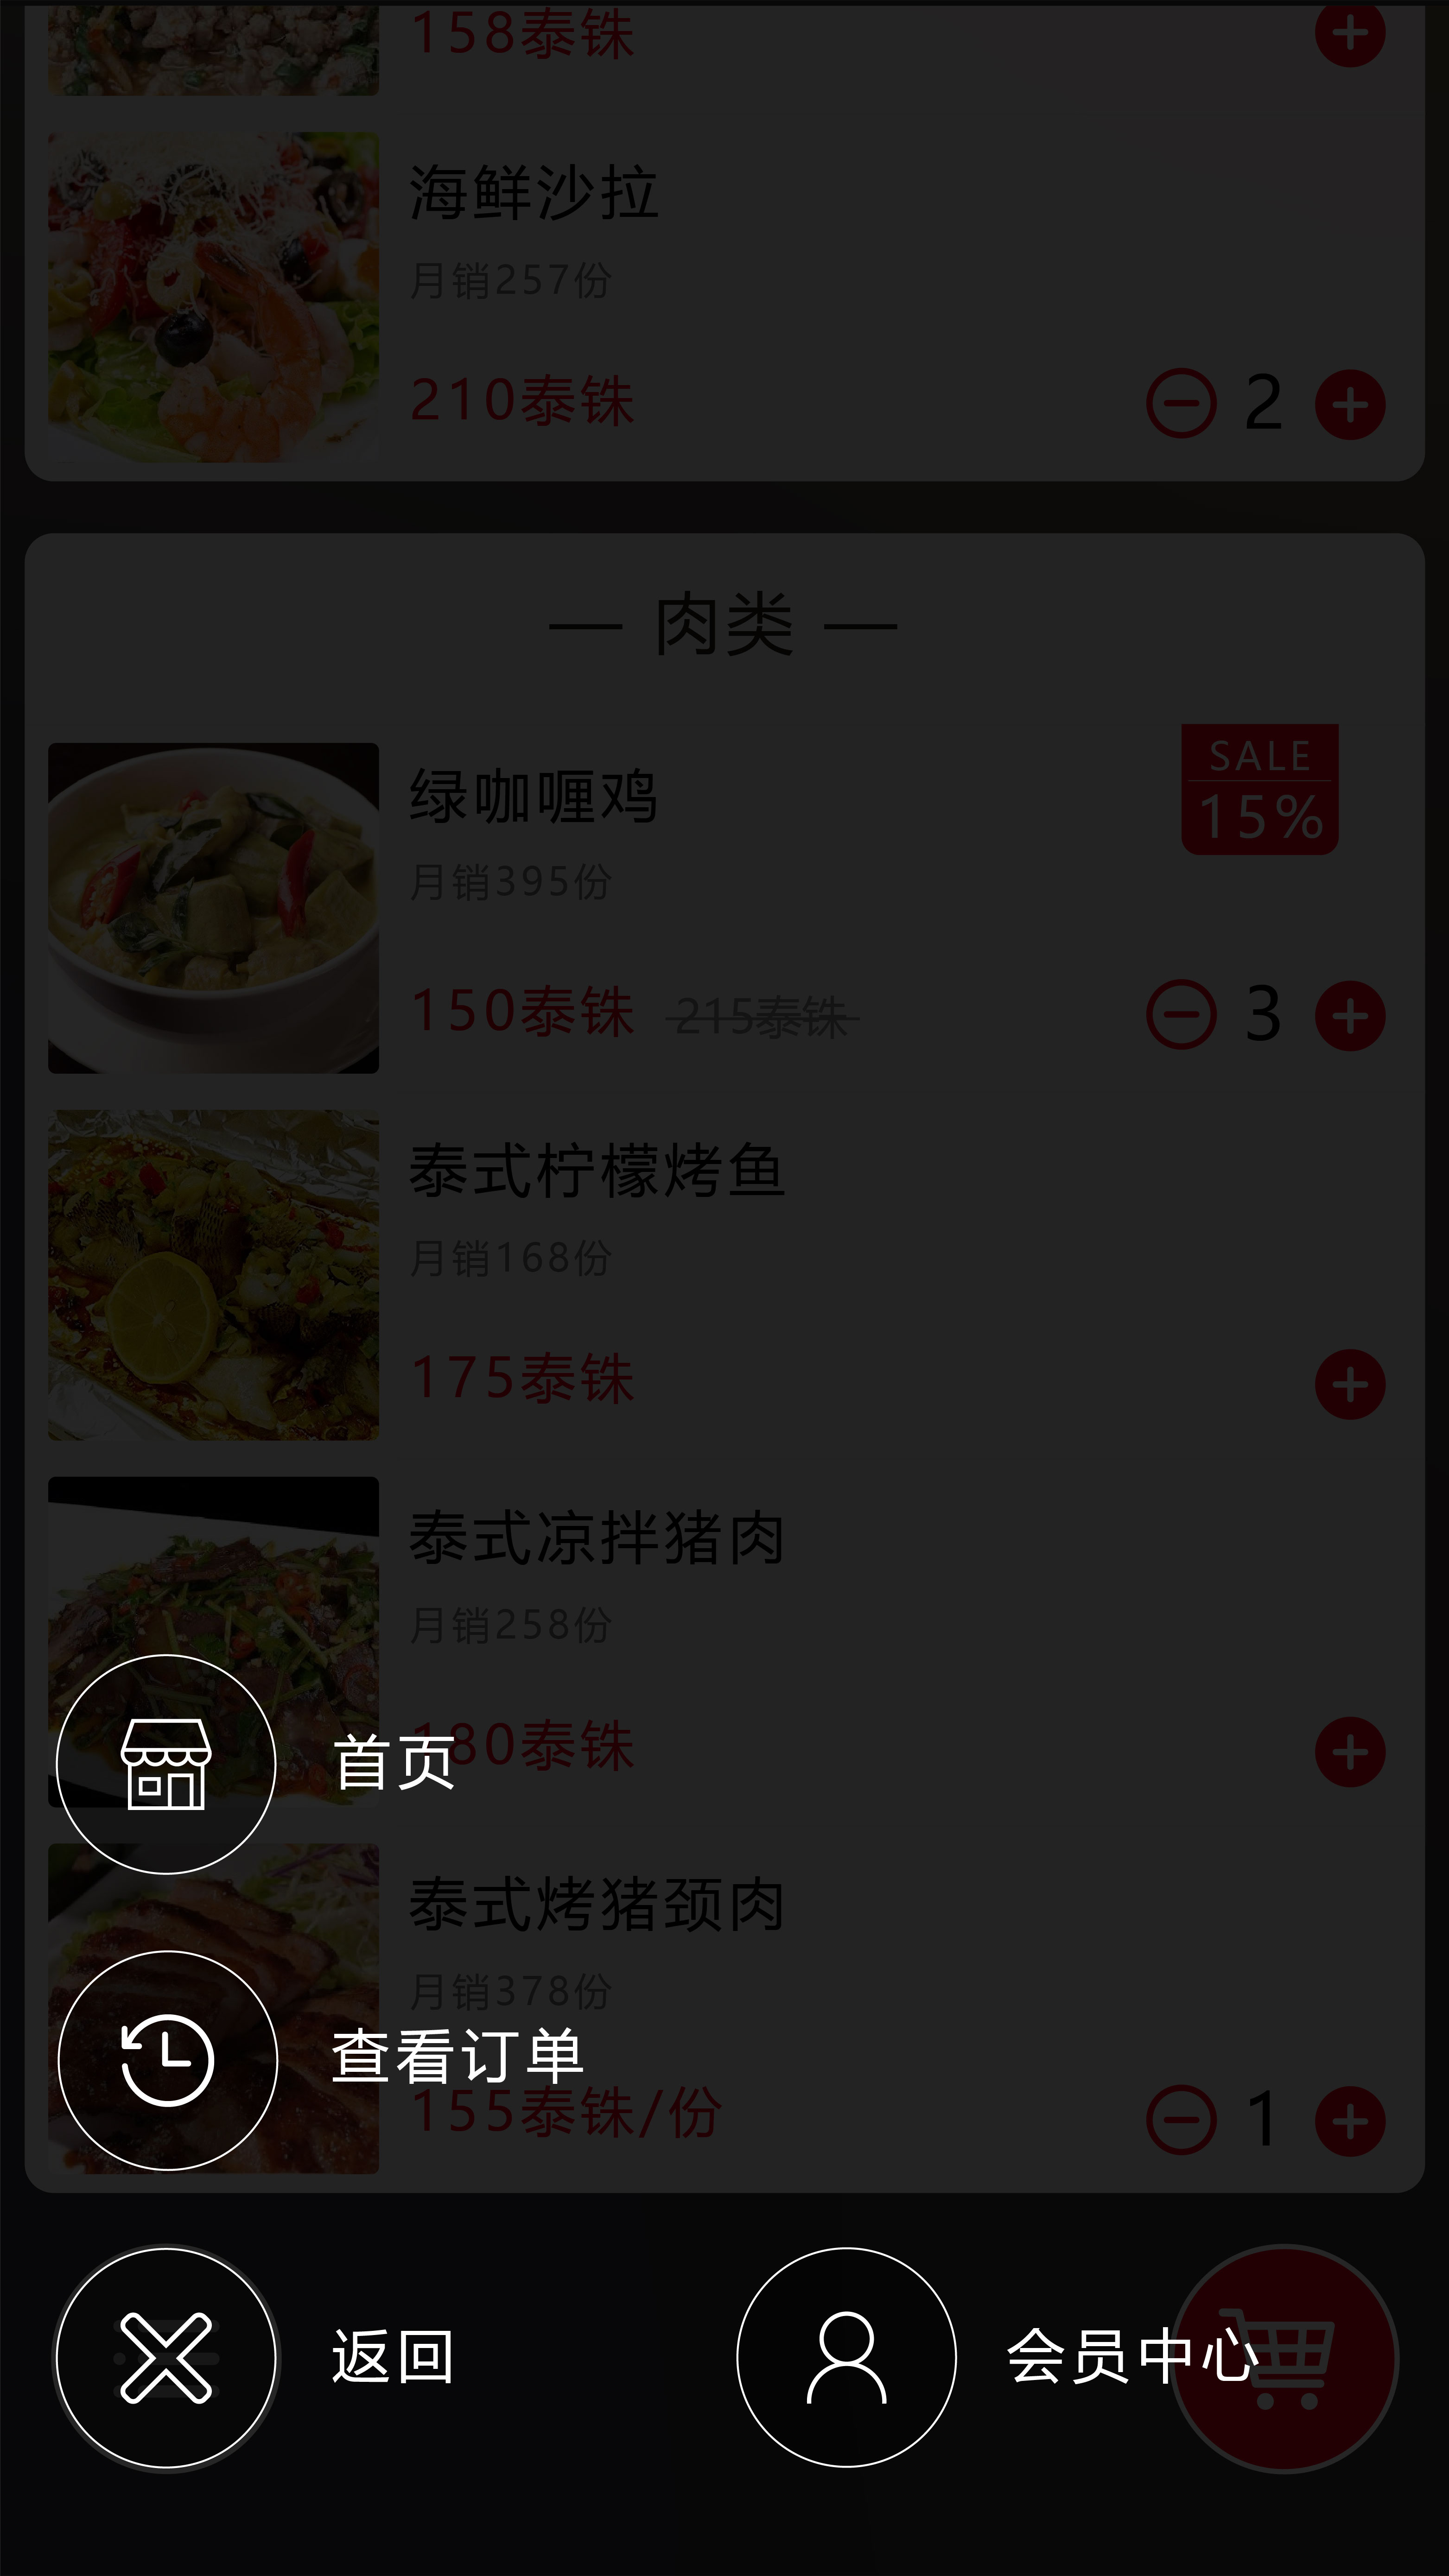 158泰铢
海鲜沙拉
月销257份
210泰铢
2
— 肉类 —
绿咖喱鸡
SALE
15%
月销395份
150泰铢 215泰铢
3
泰式柠檬烤鱼
月销168份
175泰铢
泰式凉拌猪肉
月销258份
180泰铢
首页
泰式烤猪颈肉
月销378份
查看订单
155泰铢/份
1
返回
会员中心